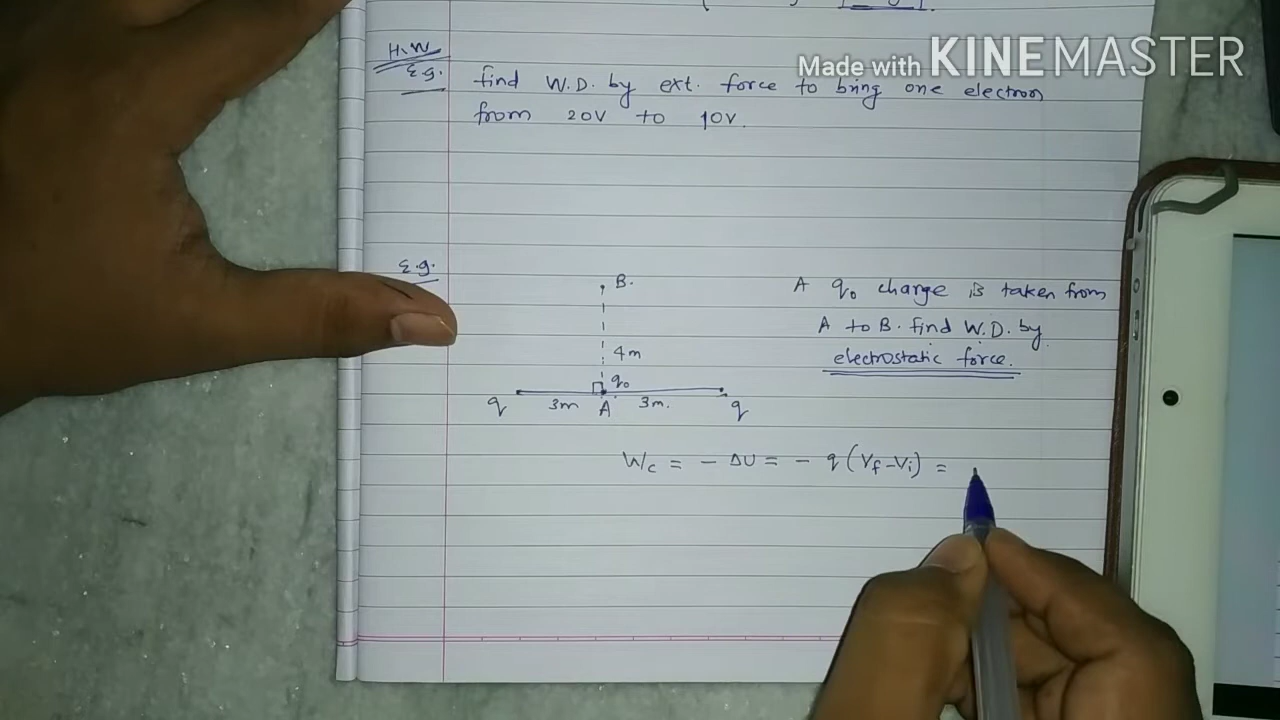 Made with KINEMASTER
H.W
E.g. find W.D. by ext. force to bring one electron
from 20V to 10V.
E.g.
B.
A q₀ charge is taken from
A to B. find W.D. by
electrostatic force.
4m
q₀
q 3m A 3m. q
Wc = - ΔU = - q (Vf - Vi) =